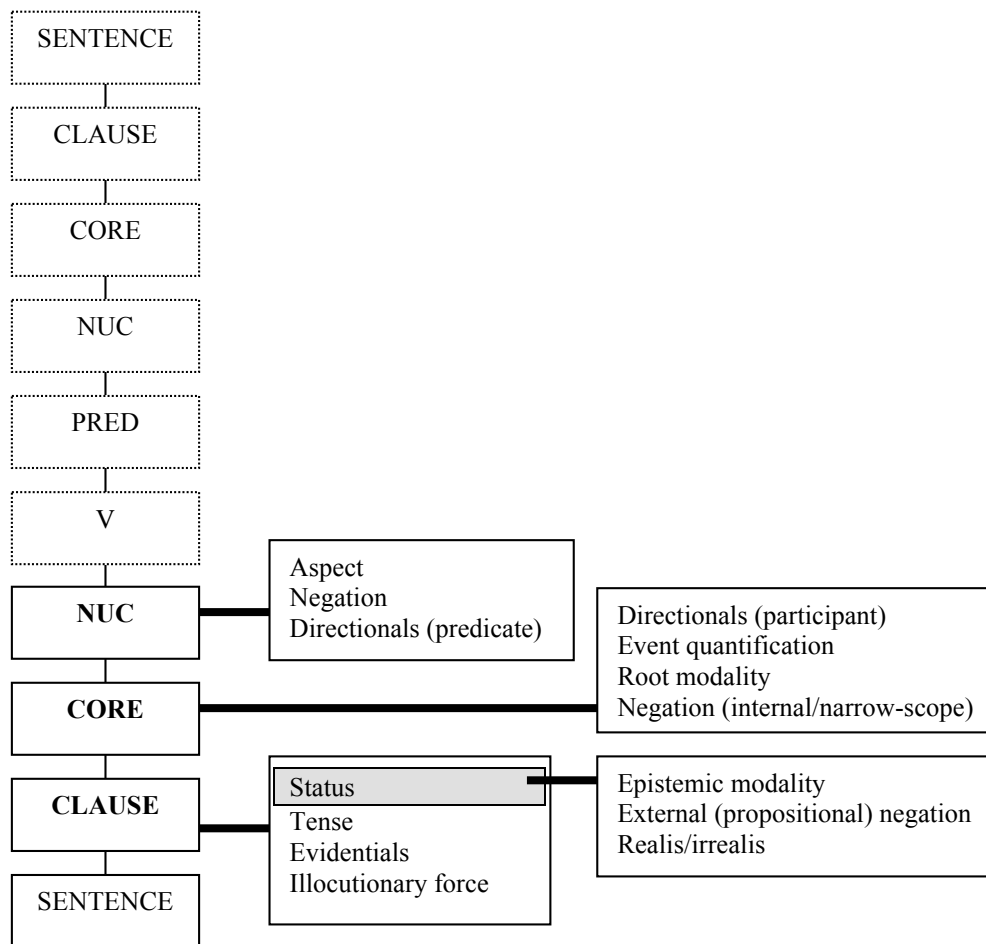 SENTENCE
CLAUSE
CORE
NUC
PRED
V
NUC
Aspect
Negation
Directionals (predicate)
CORE
Directionals (participant)
Event quantification
Root modality
Negation (internal/narrow-scope)
CLAUSE
Status
Tense
Evidentials
Illocutionary force
Epistemic modality
External (propositional) negation
Realis/irrealis
SENTENCE